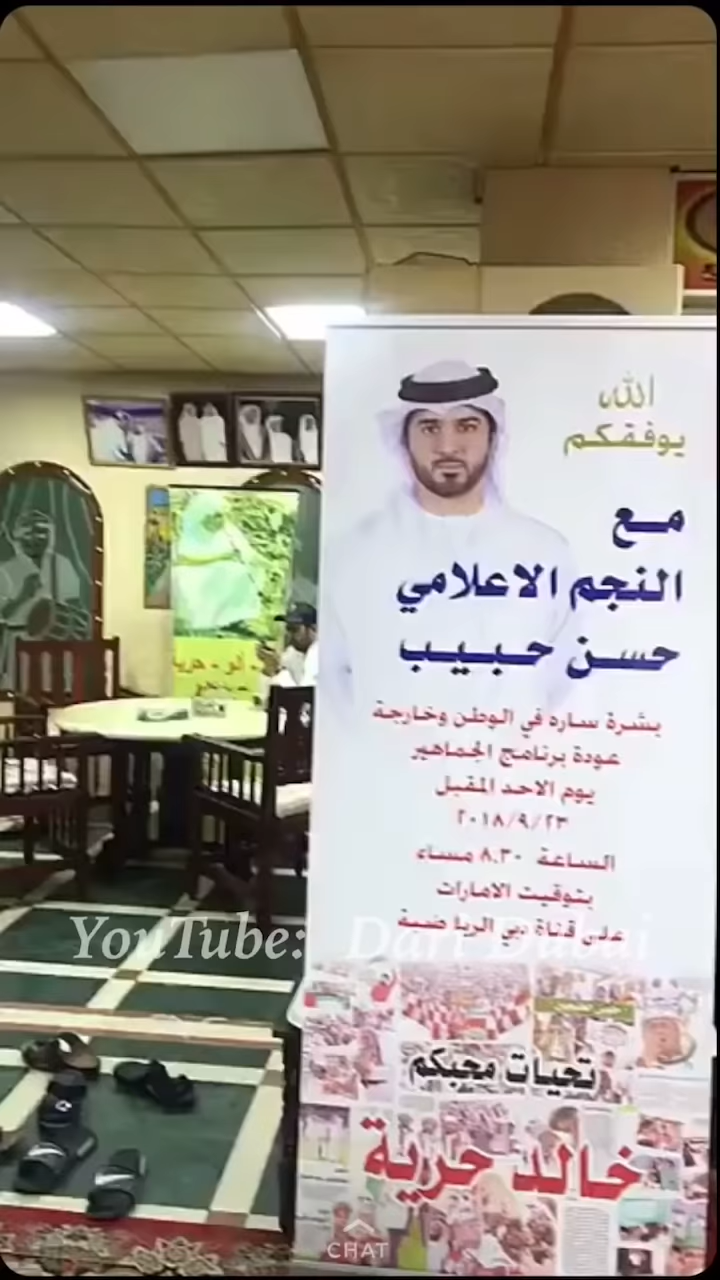 الله
يوفقكم
مع
النجم الاعلامي
حسن حبيب
بشرة ساره في الوطن وخارجة
عودة برنامج الجماهير
يوم الاحد المقبل
٢٠١٨/٩/٢٣
الساعة ٨.٣٠ مساء
بتوقيت الامارات
على قناة دبي الرياضية
YouTube: Dari Dubai
تحيات محبكم
خالد حرية
CHAT